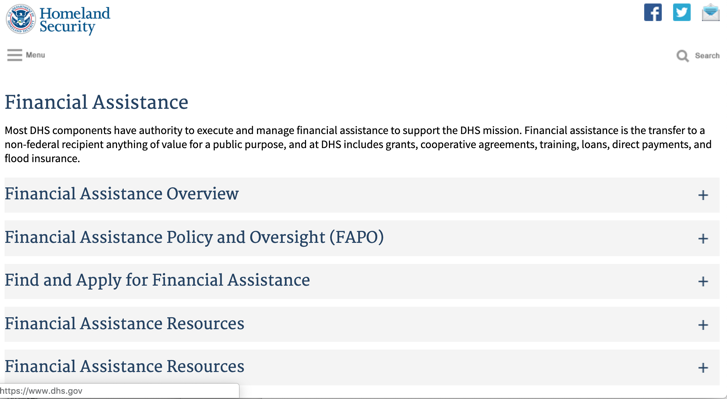 Homeland
Security
Menu
Search
Financial Assistance
Most DHS components have authority to execute and manage financial assistance to support the DHS mission. Financial assistance is the transfer to a
non-federal recipient anything of value for a public purpose, and at DHS includes grants, cooperative agreements, training, loans, direct payments, and
flood insurance.
Financial Assistance Overview +
Financial Assistance Policy and Oversight (FAPO) +
Find and Apply for Financial Assistance +
Financial Assistance Resources +
Financial Assistance Resources +
https://www.dhs.gov